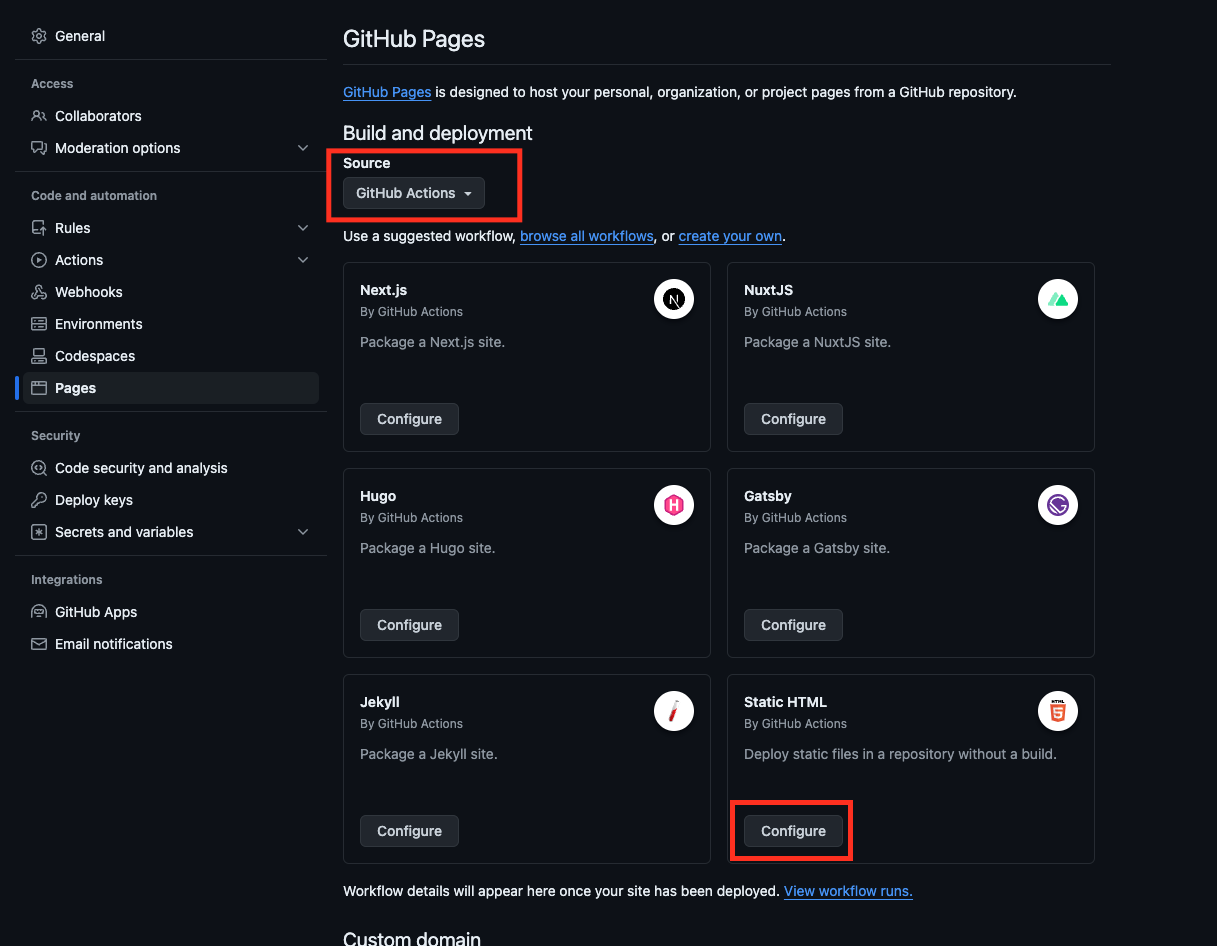 General
Access
Collaborators
Moderation options
Code and automation
Rules
Actions
Webhooks
Environments
Codespaces
Pages
Security
Code security and analysis
Deploy keys
Secrets and variables
Integrations
GitHub Apps
Email notifications
GitHub Pages
GitHub Pages is designed to host your personal, organization, or project pages from a GitHub repository.
Build and deployment
Source
GitHub Actions
Use a suggested workflow, browse all workflows, or create your own.
Next.js
By GitHub Actions
Package a Next.js site.
Configure
N
NuxtJS
By GitHub Actions
Package a NuxtJS site.
Configure
Hugo
By GitHub Actions
Package a Hugo site.
Configure
H
Gatsby
By GitHub Actions
Package a Gatsby site.
Configure
Jekyll
By GitHub Actions
Package a Jekyll site.
Configure
Static HTML
By GitHub Actions
Deploy static files in a repository without a build.
Configure
HTML
5
Workflow details will appear here once your site has been deployed. View workflow runs.
Custom domain